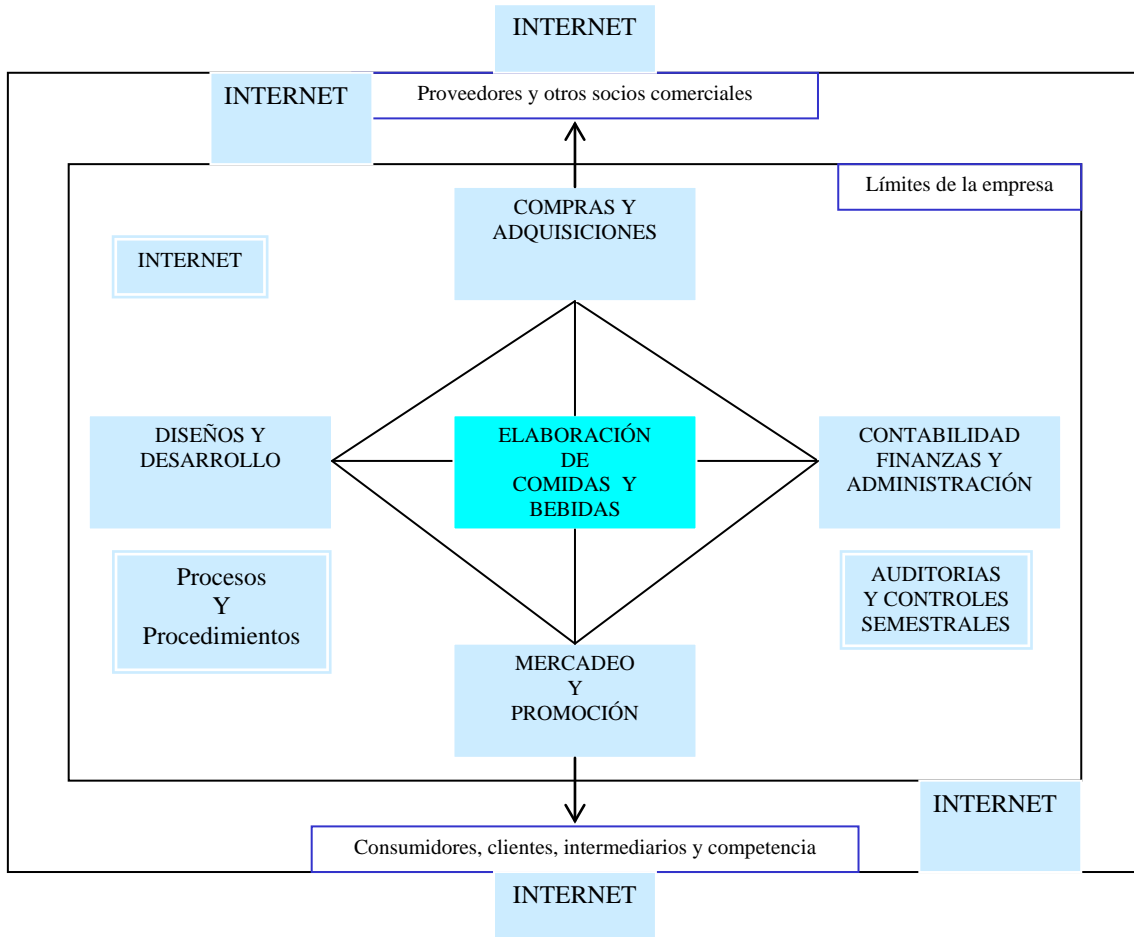 INTERNET
INTERNET
Proveedores y otros socios comerciales
Límites de la empresa
COMPRAS Y
ADQUISICIONES
INTERNET
DISEÑOS Y
DESARROLLO
ELABORACIÓN
DE
COMIDAS Y
BEBIDAS
CONTABILIDAD
FINANZAS Y
ADMINISTRACIÓN
Procesos
Y
Procedimientos
AUDITORIAS
Y CONTROLES
SEMESTRALES
MERCADEO
Y
PROMOCIÓN
INTERNET
Consumidores, clientes, intermediarios y competencia
INTERNET